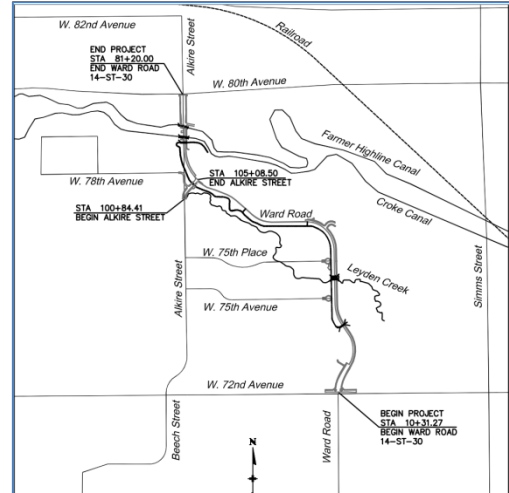 W. 82nd Avenue
Alkire Street
Railroad
END PROJECT
STA 81+20.00
END WARD ROAD
14-ST-30
W. 80th Avenue
Farmer Highline Canal
Croke Canal
W. 78th Avenue
STA 105+08.50
END ALKIRE STREET
STA 100+84.41
BEGIN ALKIRE STREET
Ward Road
W. 75th Place
Leyden Creek
Simms Street
Alkire Street
W. 75th Avenue
W. 72nd Avenue
BEGIN PROJECT
STA 10+31.27
BEGIN WARD ROAD
14-ST-30
Beech Street
N
Ward Road